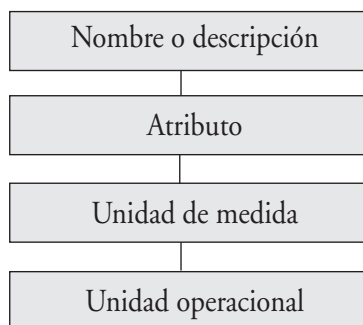 Nombre o descripción
Atributo
Unidad de medida
Unidad operacional